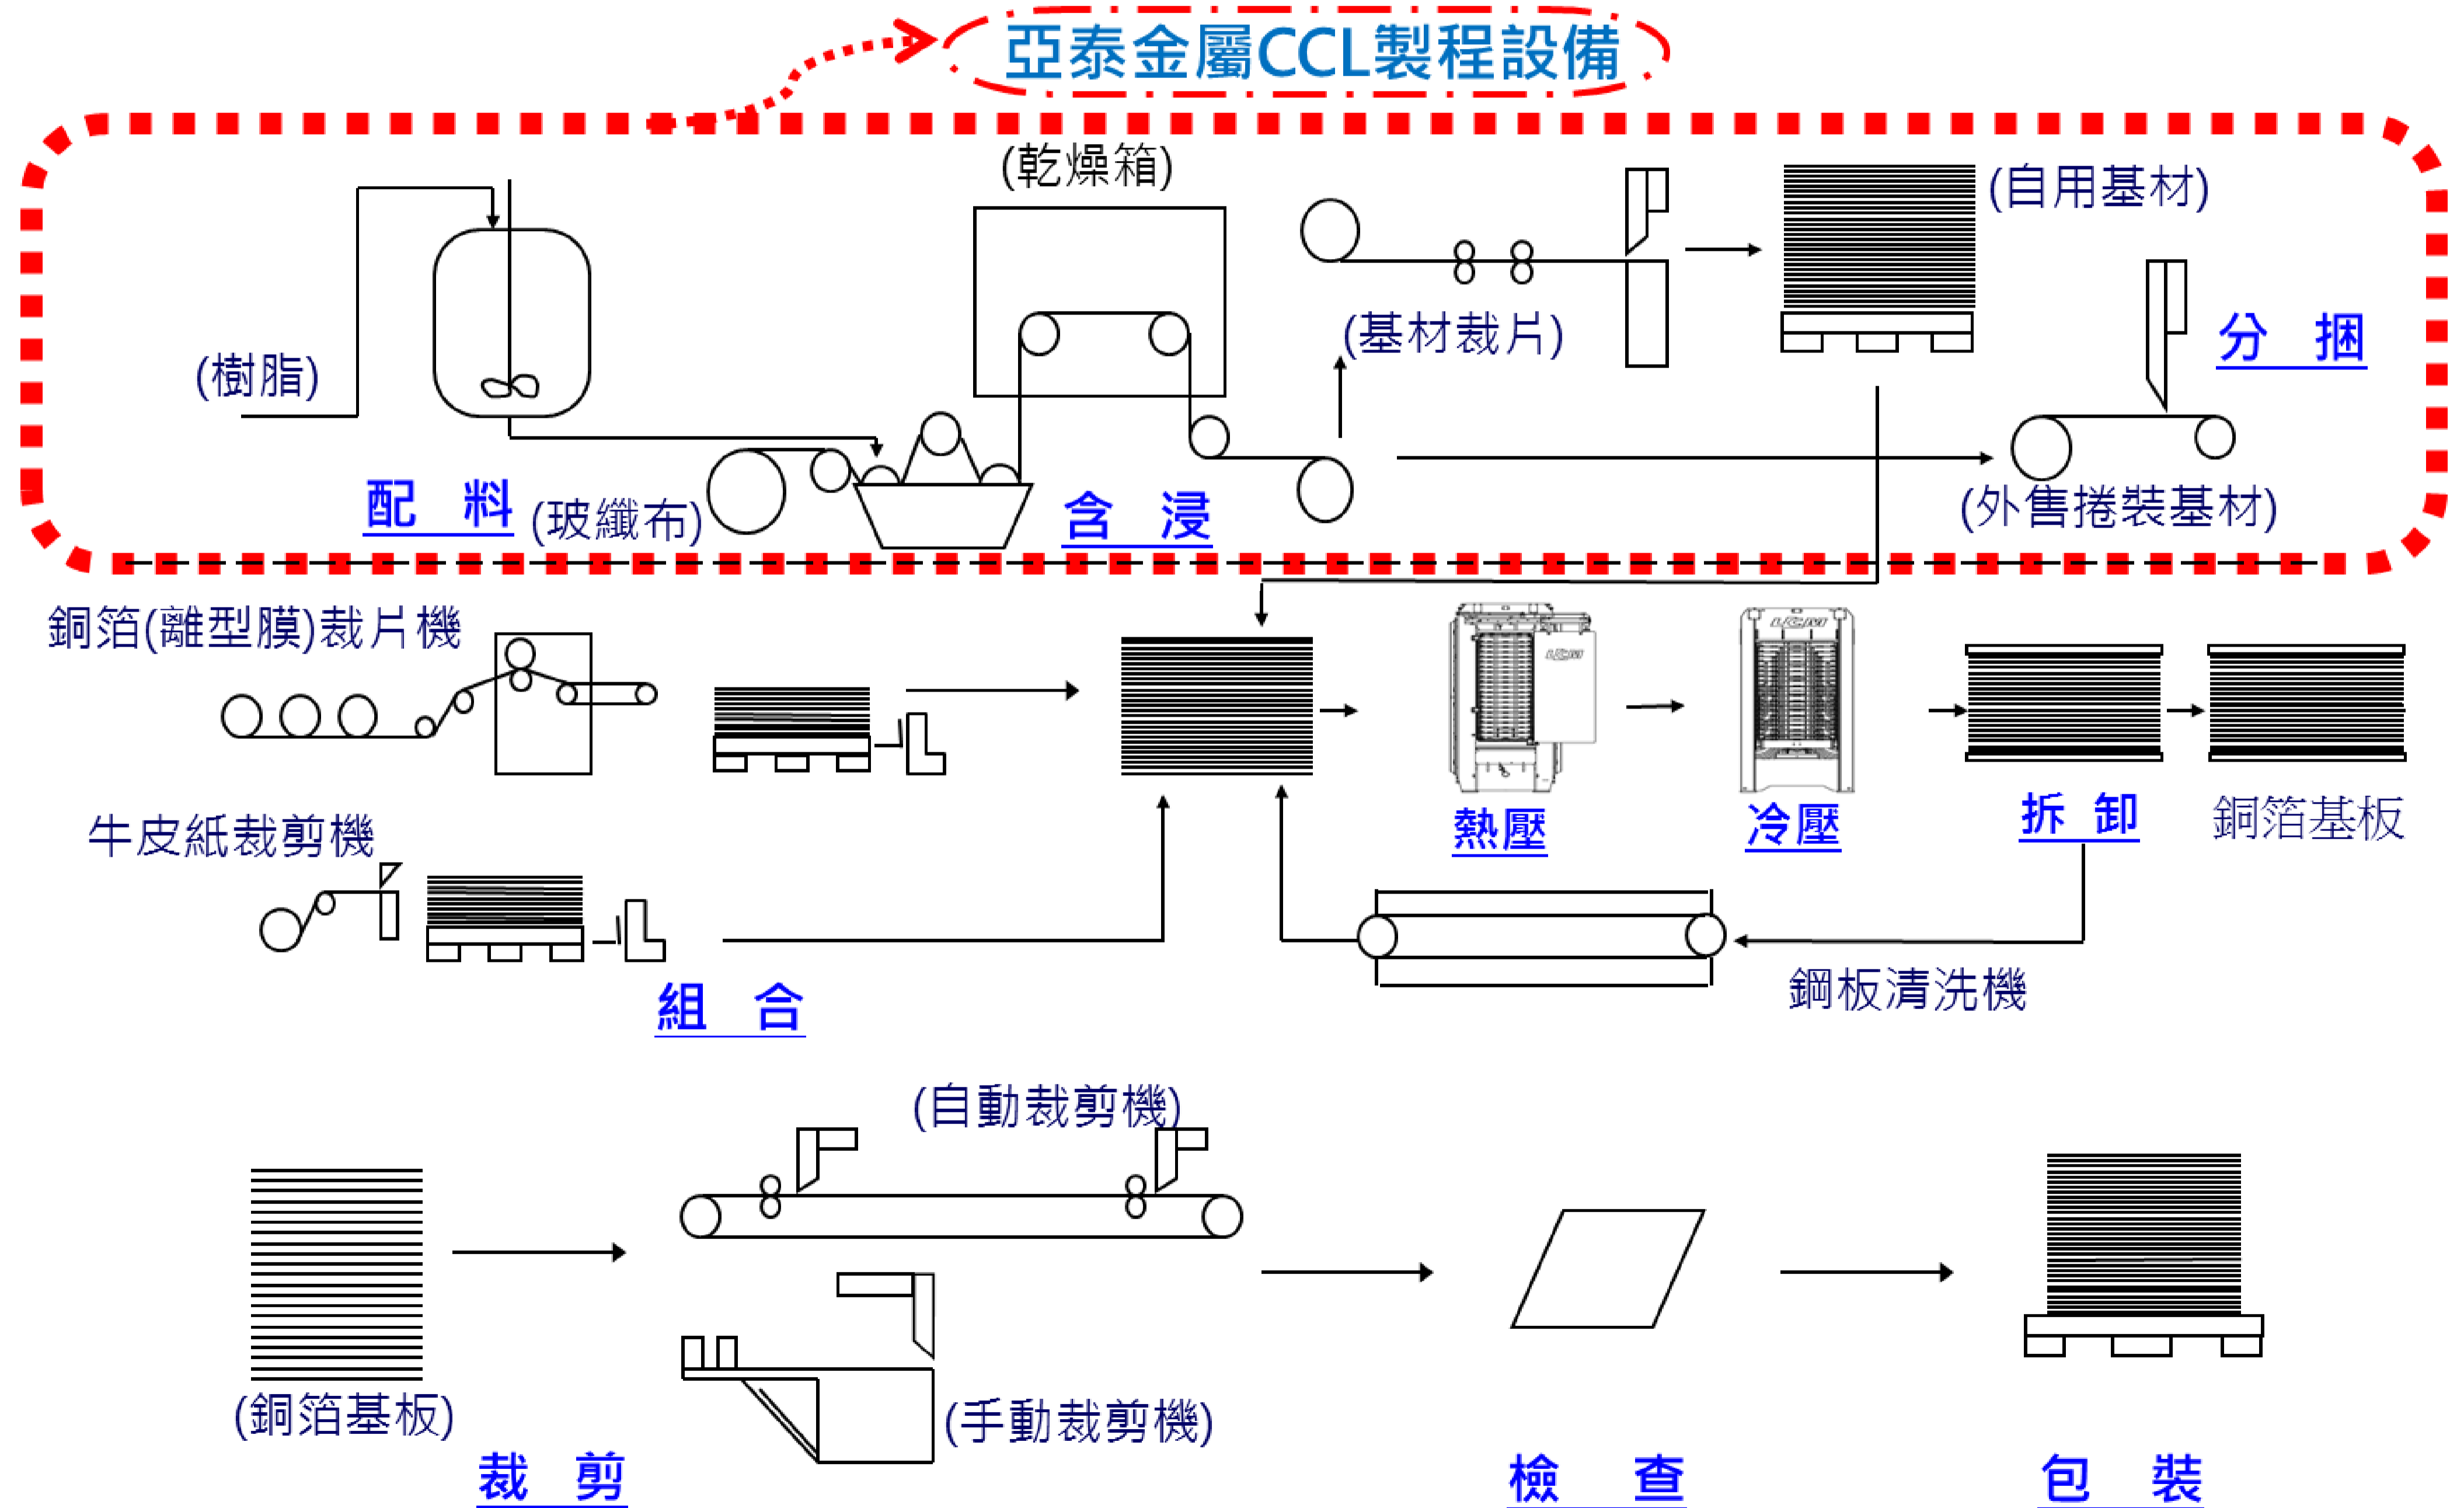 亞泰金屬CCL製程設備
(乾燥箱)
(自用基材)
(樹脂)
(基材裁片)
分 捆
配 料
(玻纖布)
含 浸
(外售捲裝基材)
銅箔(離型膜)裁片機
LCM
LCM
牛皮紙裁剪機
熱壓
冷壓
拆 卸
銅箔基板
鋼板清洗機
組 合
(自動裁剪機)
(銅箔基板)
(手動裁剪機)
裁 剪
檢 查
包 裝